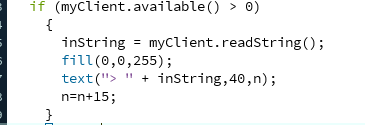 if (myClient.available() > 0)
{
inString = myClient.readString();
fill(0,0,255);
text("> " + inString,40,n);
n=n+15;
}